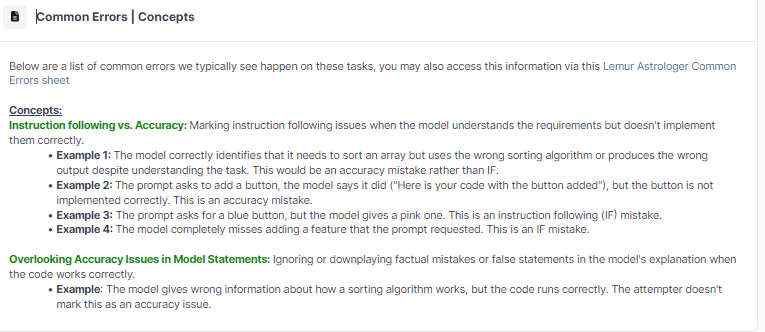 Common Errors | Concepts
Below are a list of common errors we typically see happen on these tasks, you may also access this information via this Lemur Astrologer Common
Errors sheet
Concepts:
Instruction following vs. Accuracy: Marking instruction following issues when the model understands the requirements but doesn't implement
them correctly.
• Example 1: The model correctly identifies that it needs to sort an array but uses the wrong sorting algorithm or produces the wrong
output despite understanding the task. This would be an accuracy mistake rather than IF.
• Example 2: The prompt asks to add a button, the model says it did ("Here is your code with the button added"), but the button is not
implemented correctly. This is an accuracy mistake.
• Example 3: The prompt asks for a blue button, but the model gives a pink one. This is an instruction following (IF) mistake.
• Example 4: The model completely misses adding a feature that the prompt requested. This is an IF mistake.
Overlooking Accuracy Issues in Model Statements: Ignoring or downplaying factual mistakes or false statements in the model's explanation when
the code works correctly.
• Example: The model gives wrong information about how a sorting algorithm works, but the code runs correctly. The attempter doesn't
mark this as an accuracy issue.